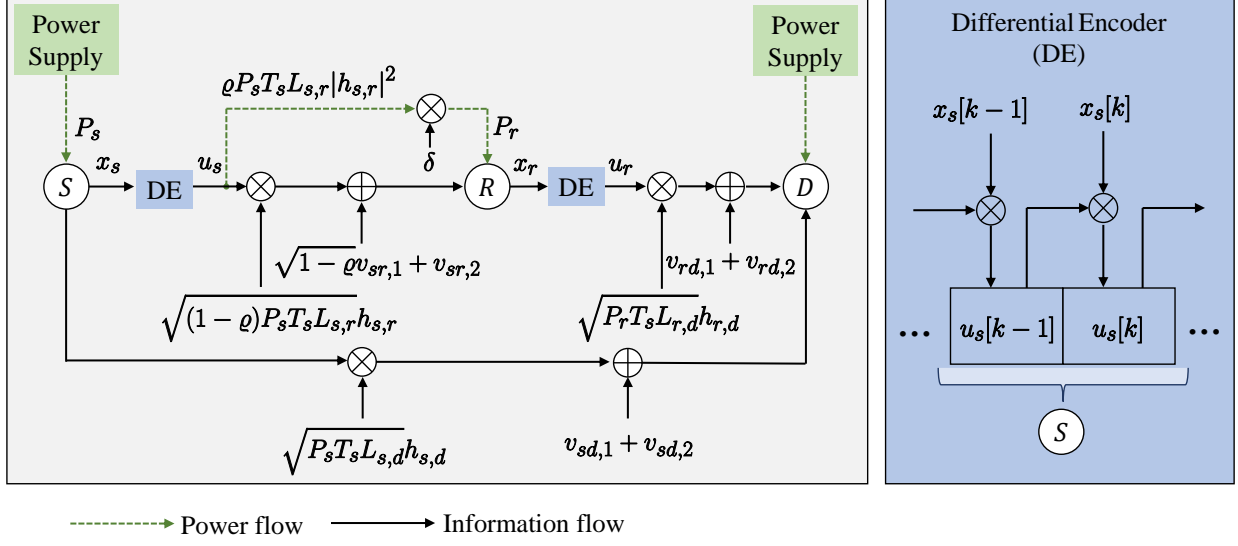 Power
Supply
Power
Supply
Differential Encoder
(DE)
ϱP_sT_sL_{s,r}|h_{s,r}|^2
x_s[k − 1]
x_s[k]
P_s
P_r
δ
x_s
u_s
x_r
u_r
S
DE
R
DE
D
√(1 − ϱ)v_{sr,1} + v_{sr,2}
v_{rd,1} + v_{rd,2}
√((1 − ϱ)P_sT_sL_{s,r})h_{s,r}
√(P_rT_sL_{r,d})h_{r,d}
... u_s[k − 1] u_s[k] ...
√(P_sT_sL_{s,d})h_{s,d}
v_{sd,1} + v_{sd,2}
S
Power flow
Information flow